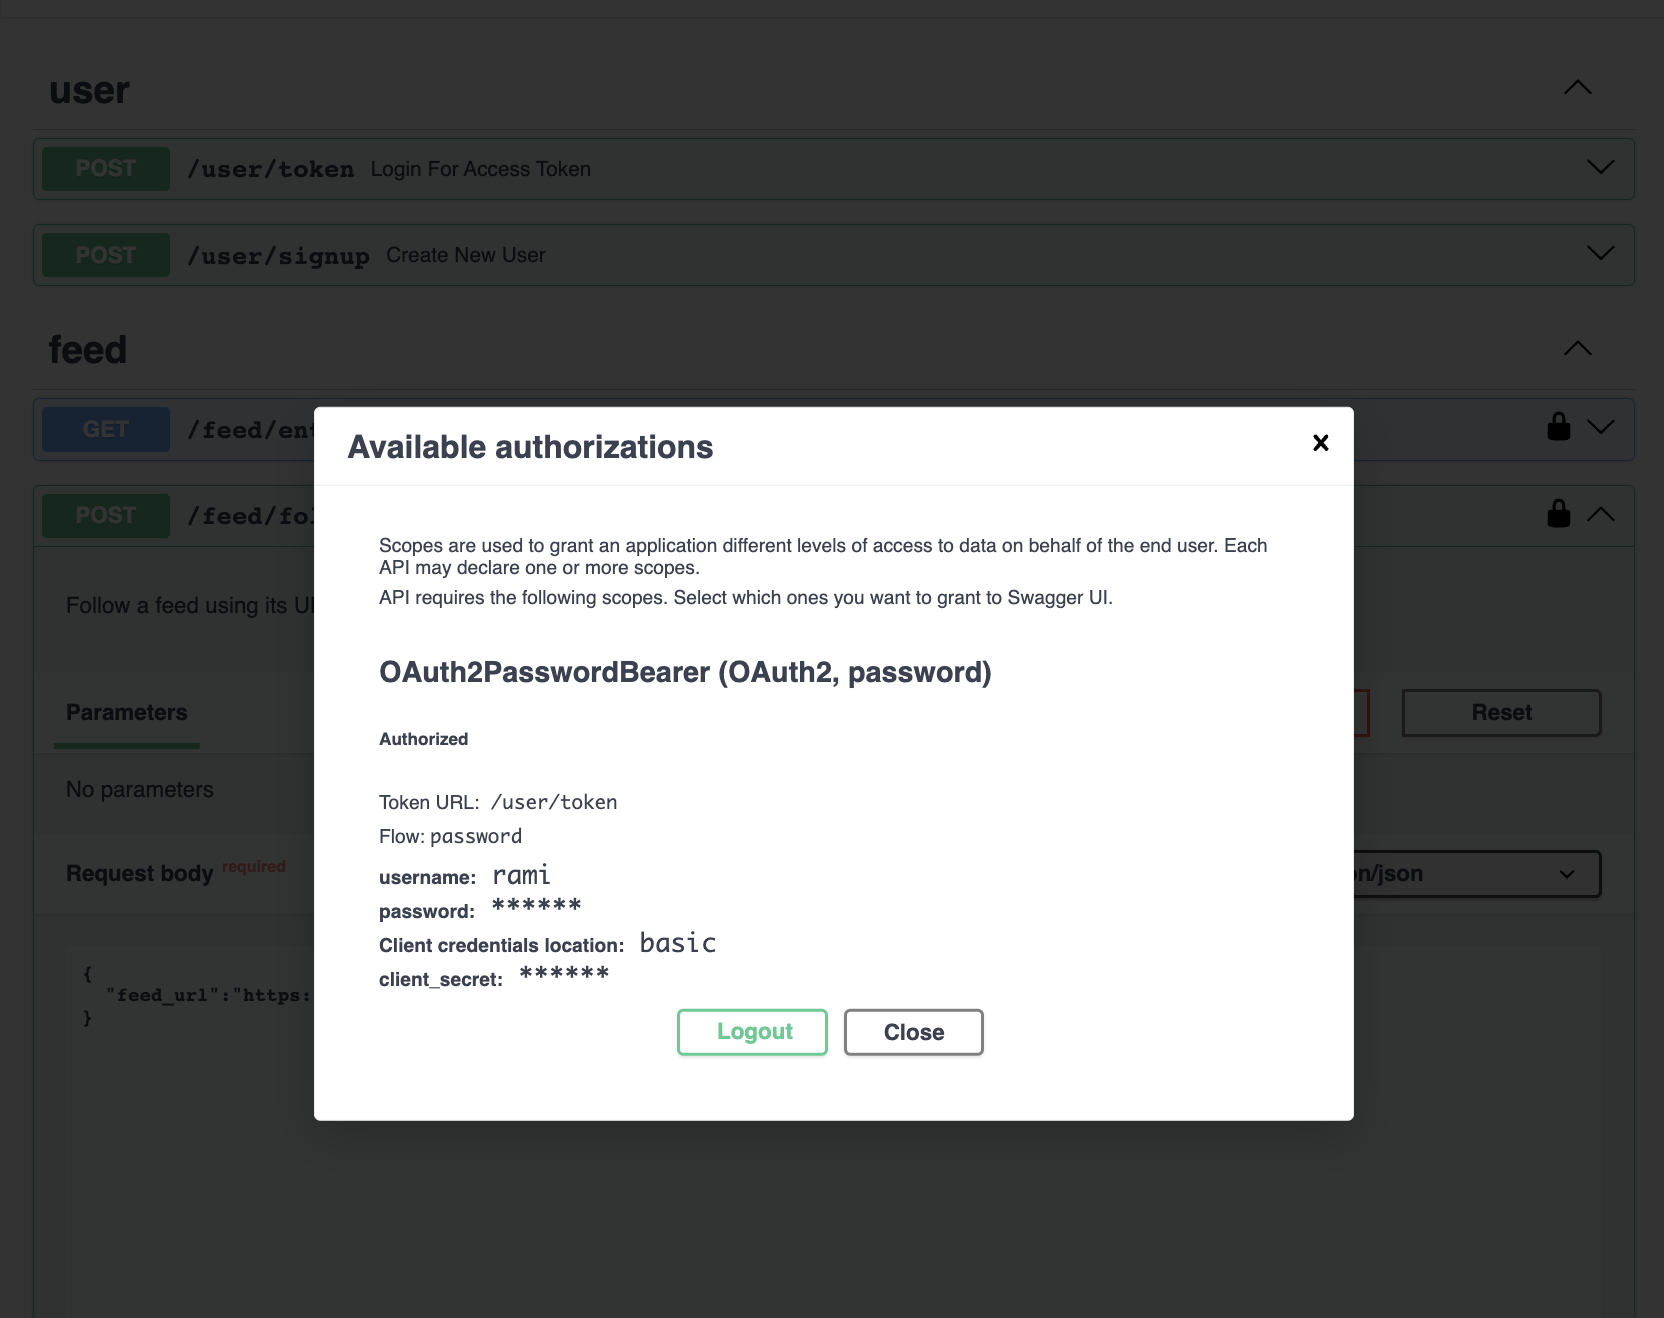 user
POST /user/token Login For Access Token
POST /user/signup Create New User
feed
GET /feed/ent
POST /feed/fol
Available authorizations
Scopes are used to grant an application different levels of access to data on behalf of the end user. Each
API may declare one or more scopes.
API requires the following scopes. Select which ones you want to grant to Swagger UI.
OAuth2PasswordBearer (OAuth2, password)
Authorized
Token URL: /user/token
Flow: password
username: rami
password: ******
Client credentials location: basic
client_secret: ******
Logout Close
Follow a feed using its
Parameters
Reset
No parameters
Request body required
on/json
{
"feed_url":"https:
}